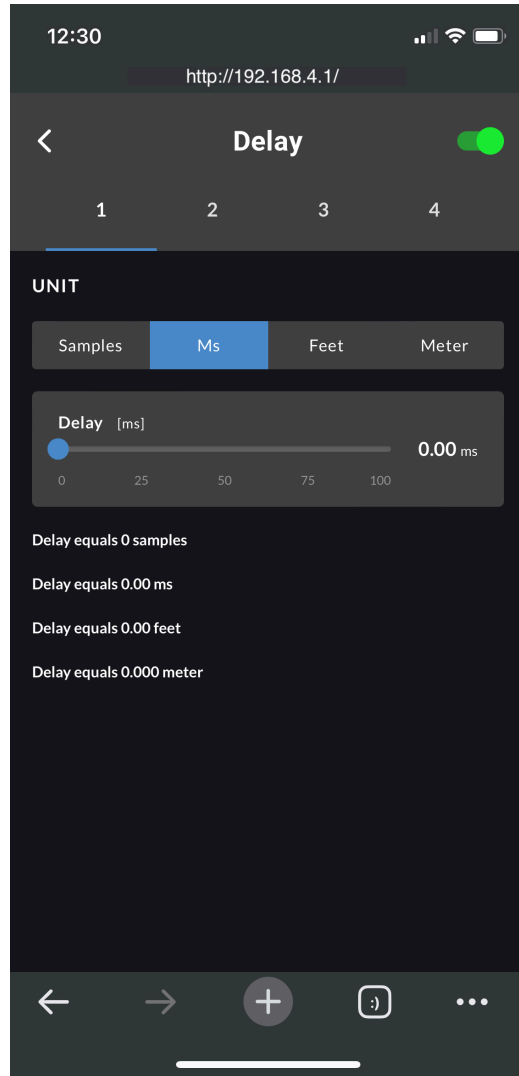 12:30
http://192.168.4.1/
Delay
1 2 3 4
UNIT
Samples Ms Feet Meter
Delay [ms]
0.00 ms
0 25 50 75 100
Delay equals 0 samples
Delay equals 0.00 ms
Delay equals 0.00 feet
Delay equals 0.000 meter
:)